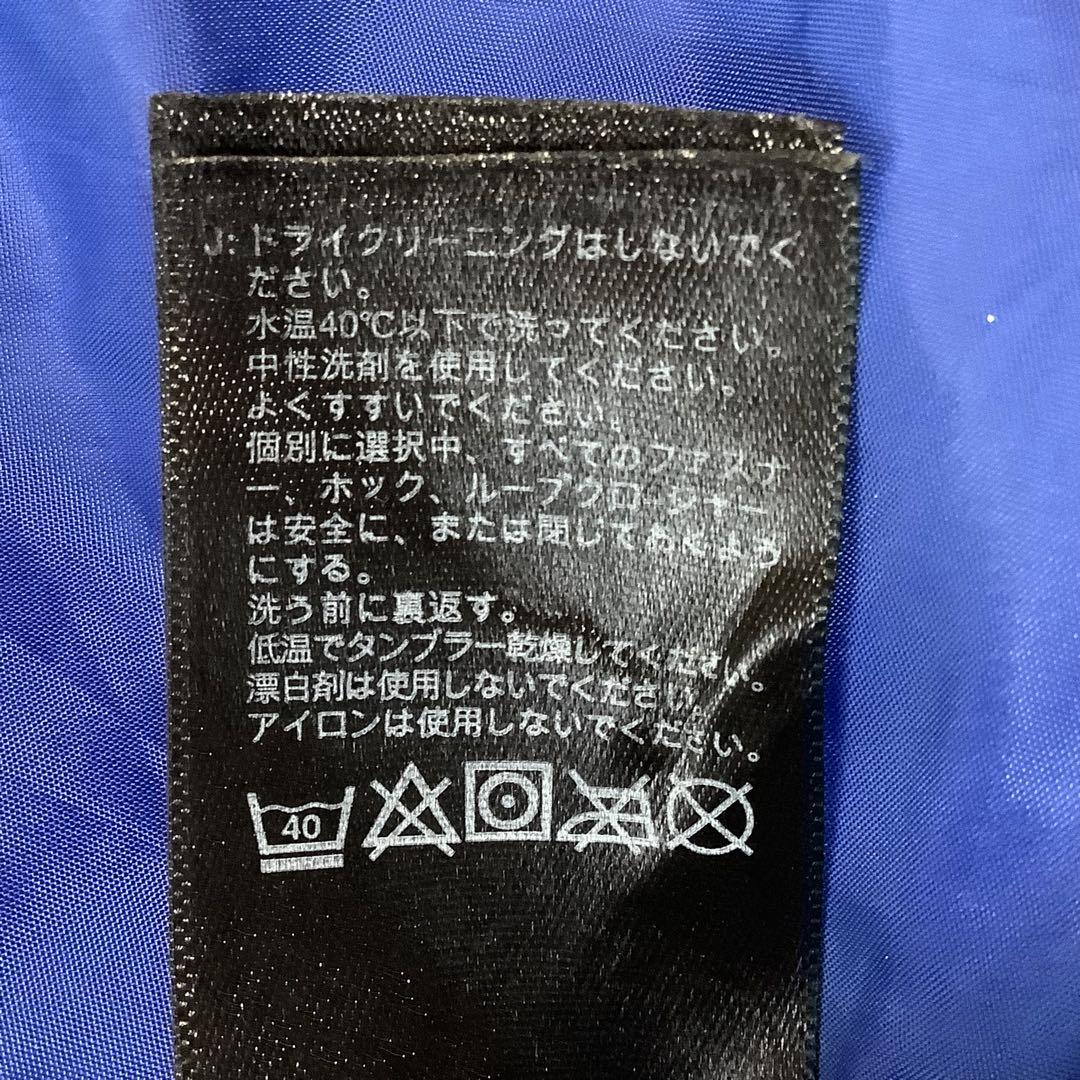 J: ドライクリーニングはしないでく
ださい。
水温40℃以下で洗ってください。
中性洗剤を使用してください。
よくすすいでください。
個別に選択中、すべてのファスナ
ー、ホック、ループクロージャー
は安全に、または閉じておくよう
にする。
洗う前に裏返す。
低温でタンブラー乾燥してください。
漂白剤は使用しないでください。
アイロンは使用しないでください。
40